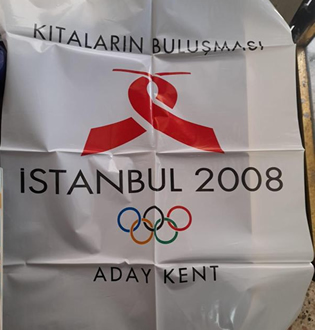 KITALARIN BULUŞMASI
İSTANBUL 2008
ADAY KENT